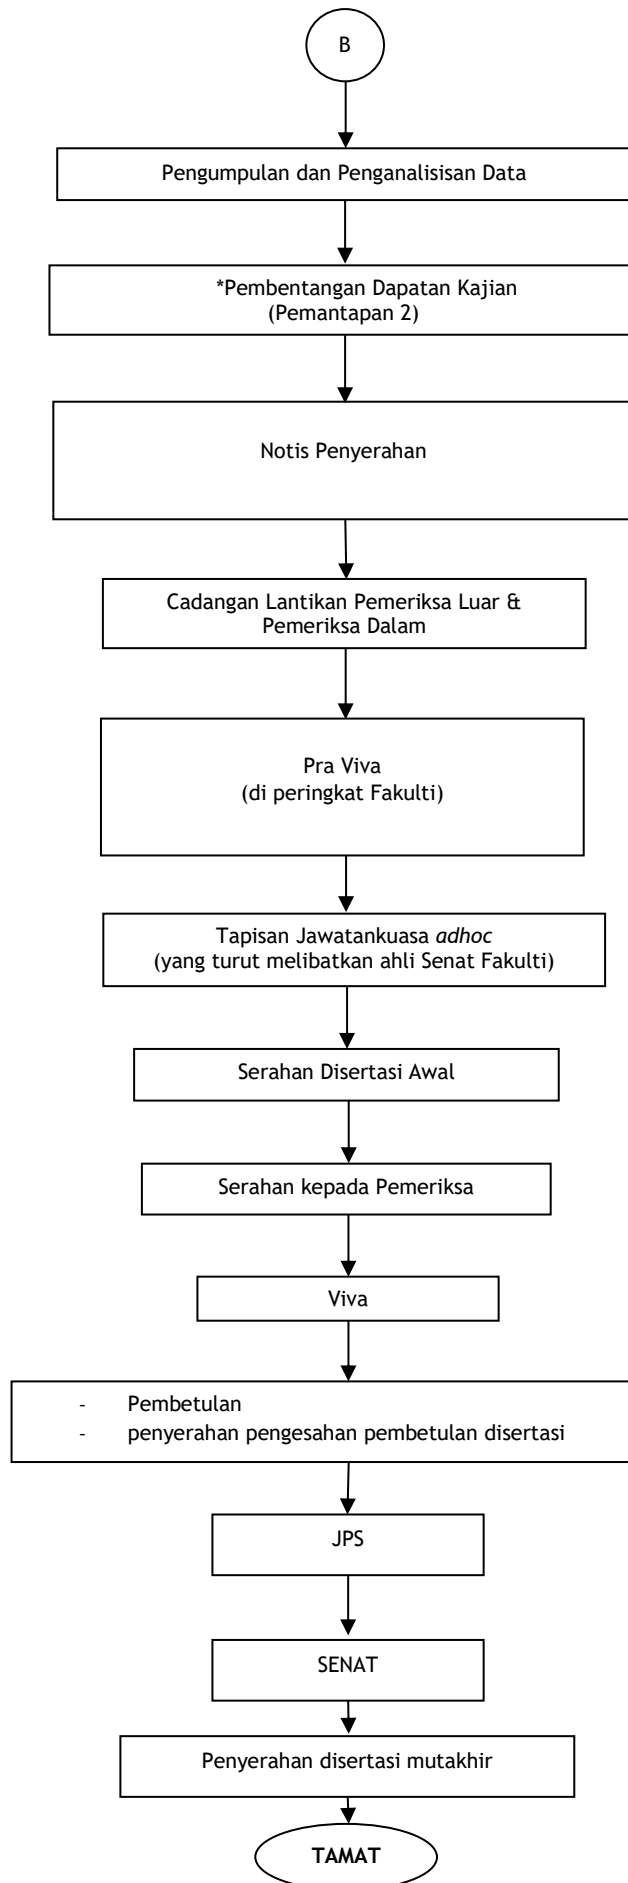 B
Pengumpulan dan Penganalisisan Data
*Pembentangan Dapatan Kajian
(Pemantapan 2)
Notis Penyerahan
Cadangan Lantikan Pemeriksa Luar &
Pemeriksa Dalam
Pra Viva
(di peringkat Fakulti)
Tapisan Jawatankuasa adhoc
(yang turut melibatkan ahli Senat Fakulti)
Serahan Disertasi Awal
Serahan kepada Pemeriksa
Viva
- Pembetulan
- penyerahan pengesahan pembetulan disertasi
JPS
SENAT
Penyerahan disertasi mutakhir
TAMAT